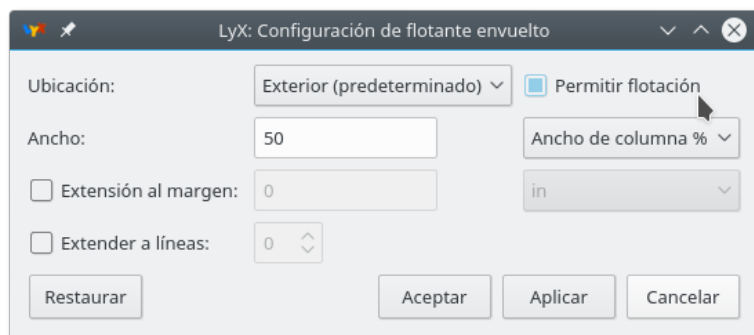 LyX: Configuración de flotante envuelto
Ubicación: Exterior (predeterminado) Permitir flotación
Ancho: 50 Ancho de columna %
Extensión al margen: 0 in
Extender a líneas: 0
Restaurar Aceptar Aplicar Cancelar